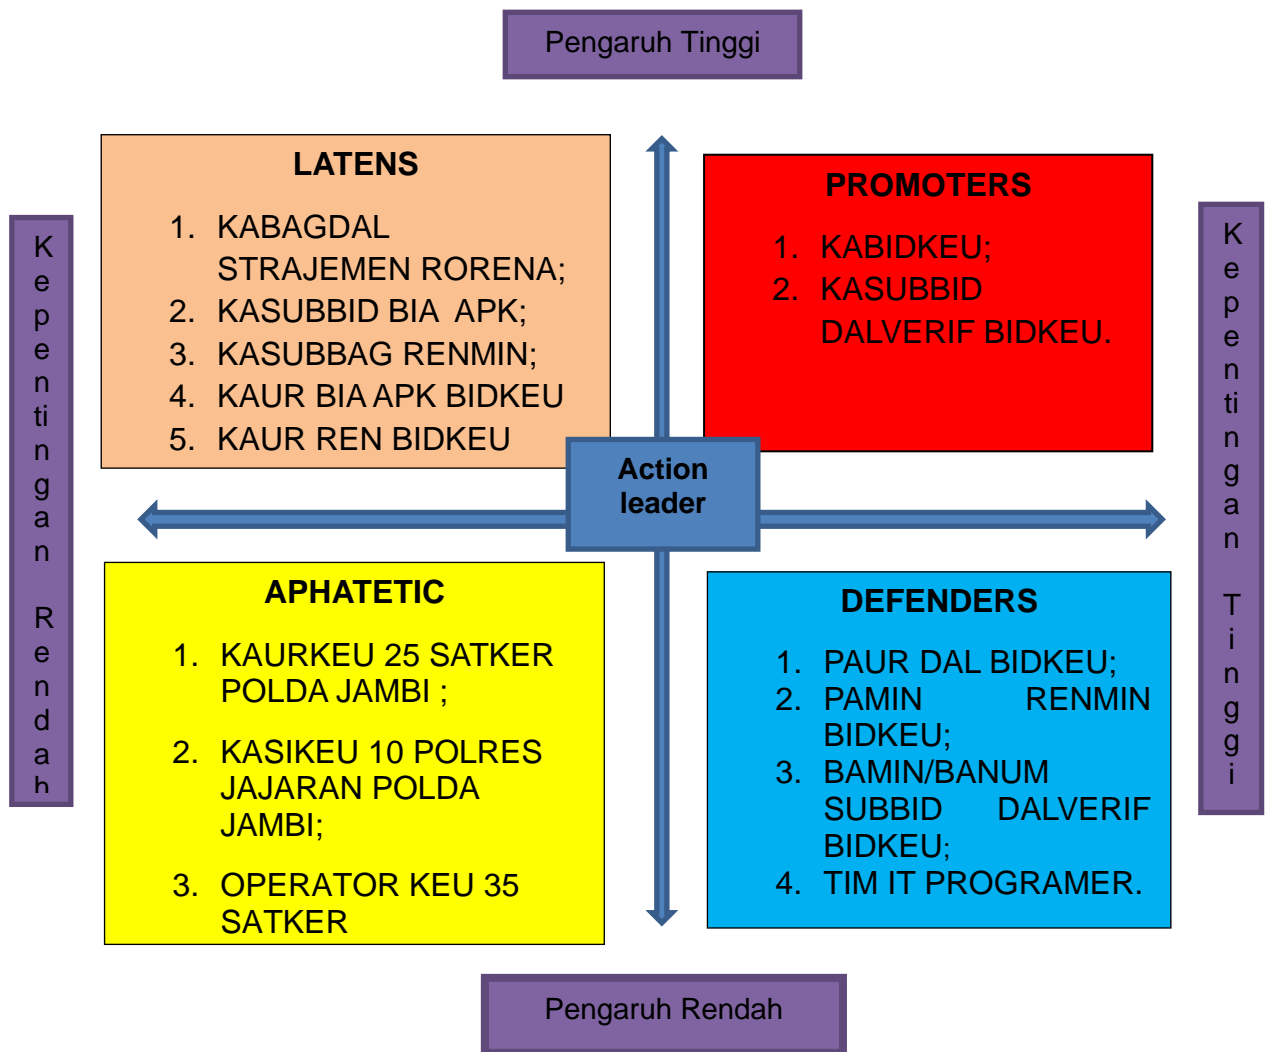 Pengaruh Tinggi
LATENS
1. KABAGDAL
STRAJEMEN RORENA;
2. KASUBBID BIA APK;
3. KASUBBAG RENMIN;
4. KAUR BIA APK BIDKEU
5. KAUR REN BIDKEU
PROMOTERS
1. KABIDKEU;
2. KASUBBID
DALVERIF BIDKEU.
Kepentingan Rendah
Kepentingan Tinggi
Action
leader
APHATETIC
1. KAURKEU 25 SATKER
POLDA JAMBI ;
2. KASIKEU 10 POLRES
JAJARAN POLDA
JAMBI;
3. OPERATOR KEU 35
SATKER
DEFENDERS
1. PAUR DAL BIDKEU;
2. PAMIN RENMIN
BIDKEU;
3. BAMIN/BANUM
SUBBID DALVERIF
BIDKEU;
4. TIM IT PROGRAMER.
Pengaruh Rendah